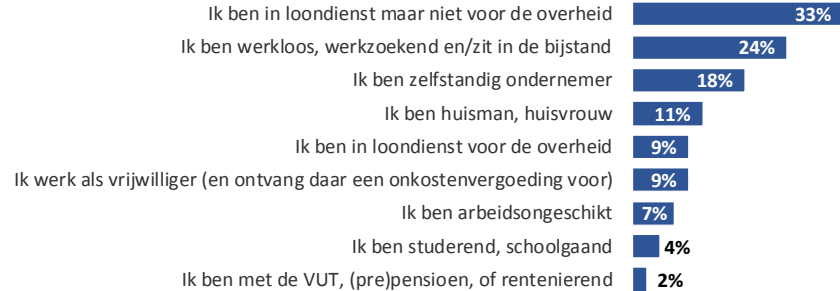 Ik ben in loondienst maar niet voor de overheid 33%
Ik ben werkloos, werkzoekend en/zit in de bijstand 24%
Ik ben zelfstandig ondernemer 18%
Ik ben huisman, huisvrouw 11%
Ik ben in loondienst voor de overheid 9%
Ik werk als vrijwilliger (en ontvang daar een onkostenvergoeding voor) 9%
Ik ben arbeidsongeschikt 7%
Ik ben studerend, schoolgaand 4%
Ik ben met de VUT, (pre)pensioen, of rentenierend 2%